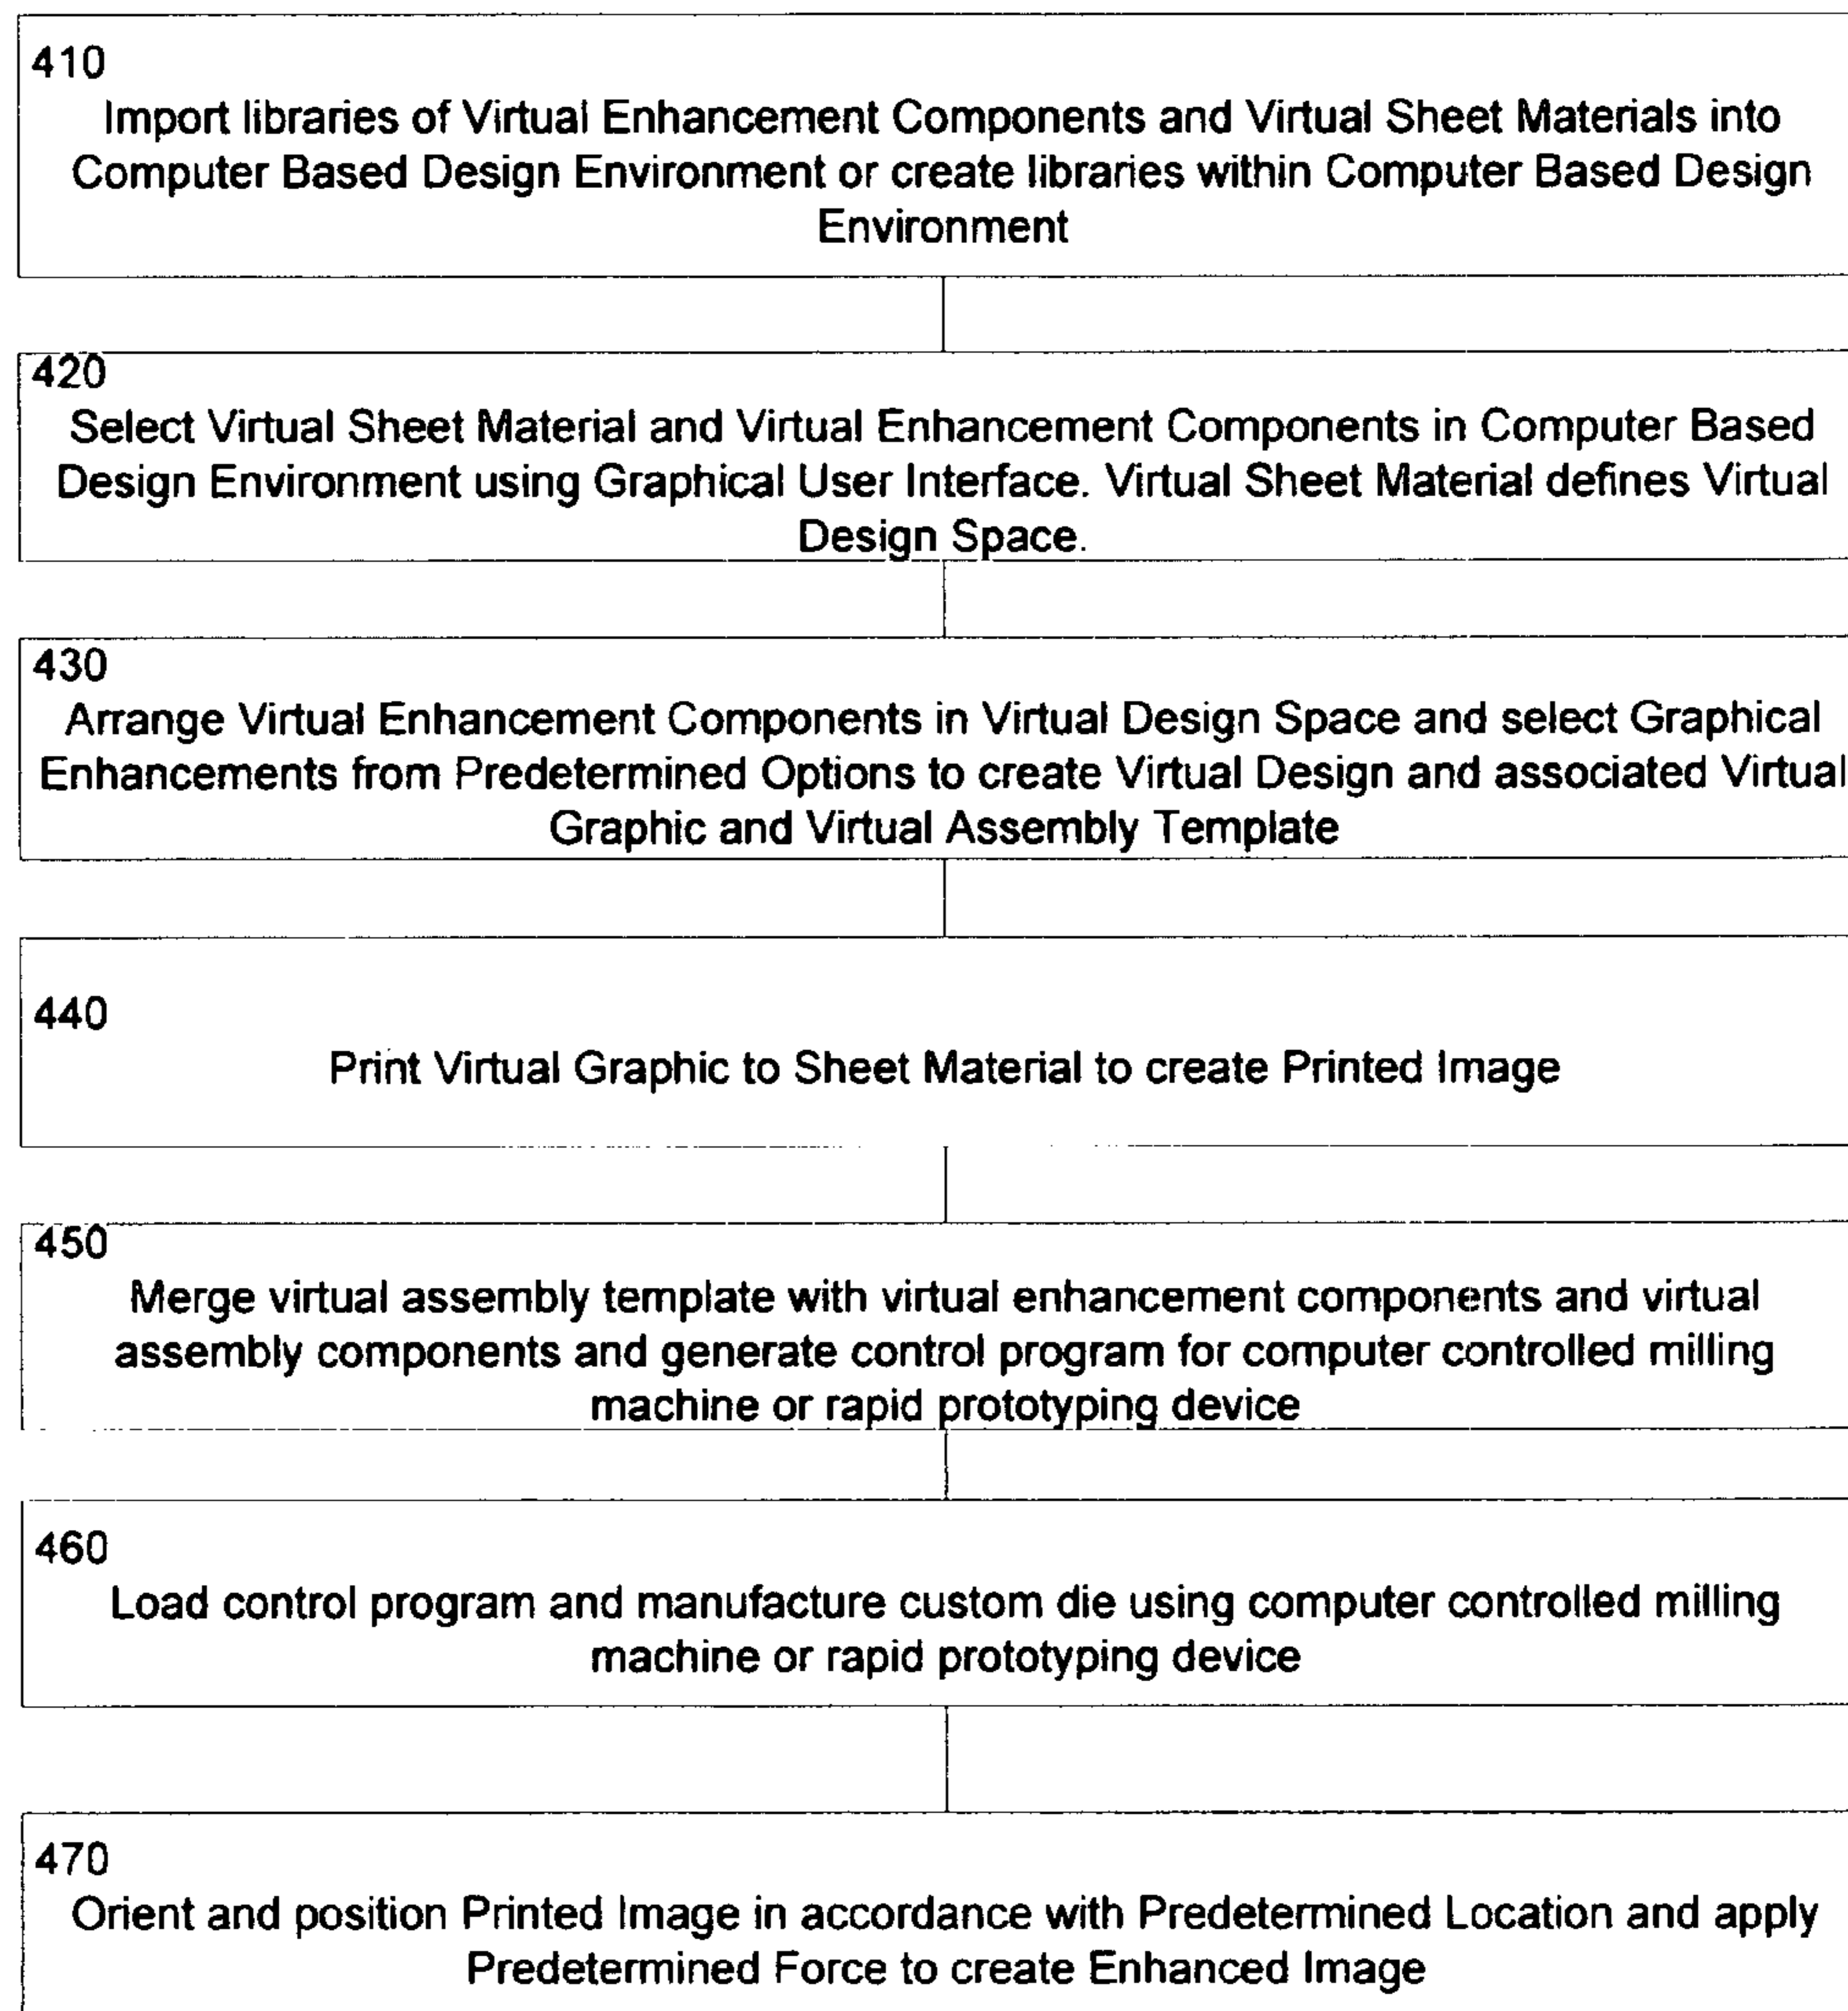 410
Import libraries of Virtual Enhancement Components and Virtual Sheet Materials into
Computer Based Design Environment or create libraries within Computer Based Design
Environment
420
Select Virtual Sheet Material and Virtual Enhancement Components in Computer Based
Design Environment using Graphical User Interface. Virtual Sheet Material defines Virtual
Design Space.
430
Arrange Virtual Enhancement Components in Virtual Design Space and select Graphical
Enhancements from Predetermined Options to create Virtual Design and associated Virtual
Graphic and Virtual Assembly Template
440
Print Virtual Graphic to Sheet Material to create Printed Image
450
Merge virtual assembly template with virtual enhancement components and virtual
assembly components and generate control program for computer controlled milling
machine or rapid prototyping device
460
Load control program and manufacture custom die using computer controlled milling
machine or rapid prototyping device
470
Orient and position Printed Image in accordance with Predetermined Location and apply
Predetermined Force to create Enhanced Image